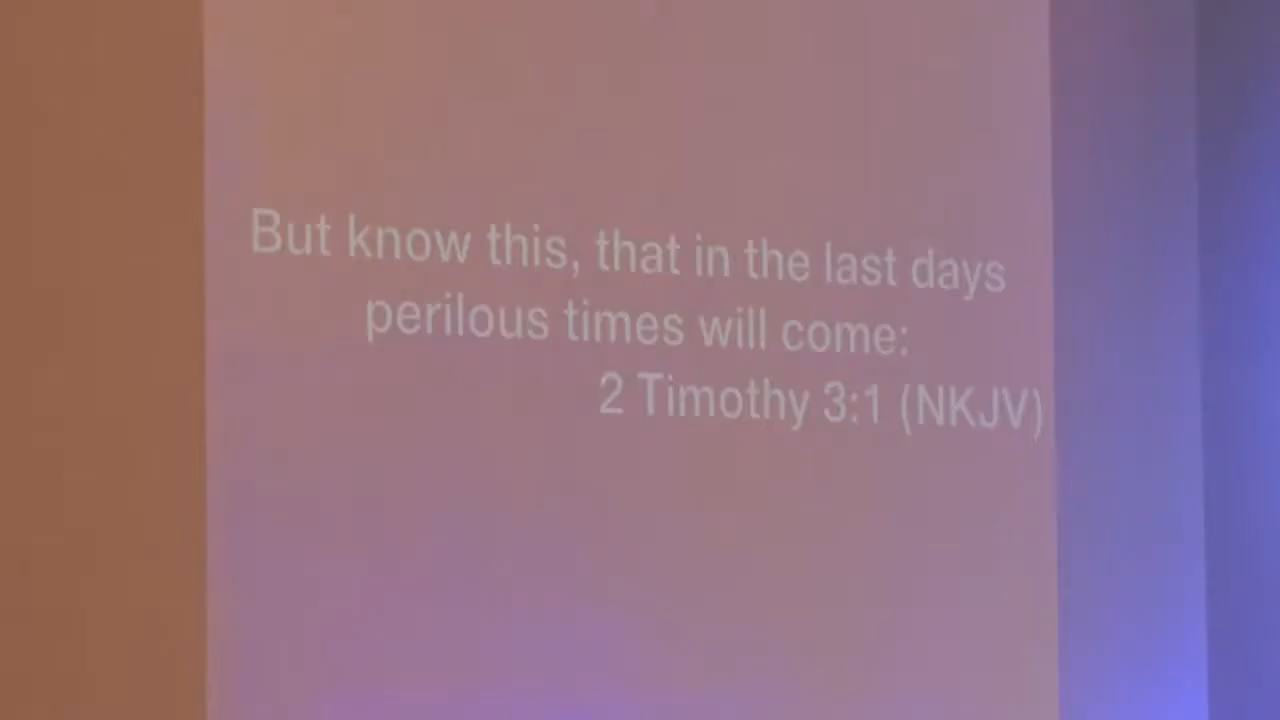 But know this, that in the last days
perilous times will come:
2 Timothy 3:1 (NKJV)